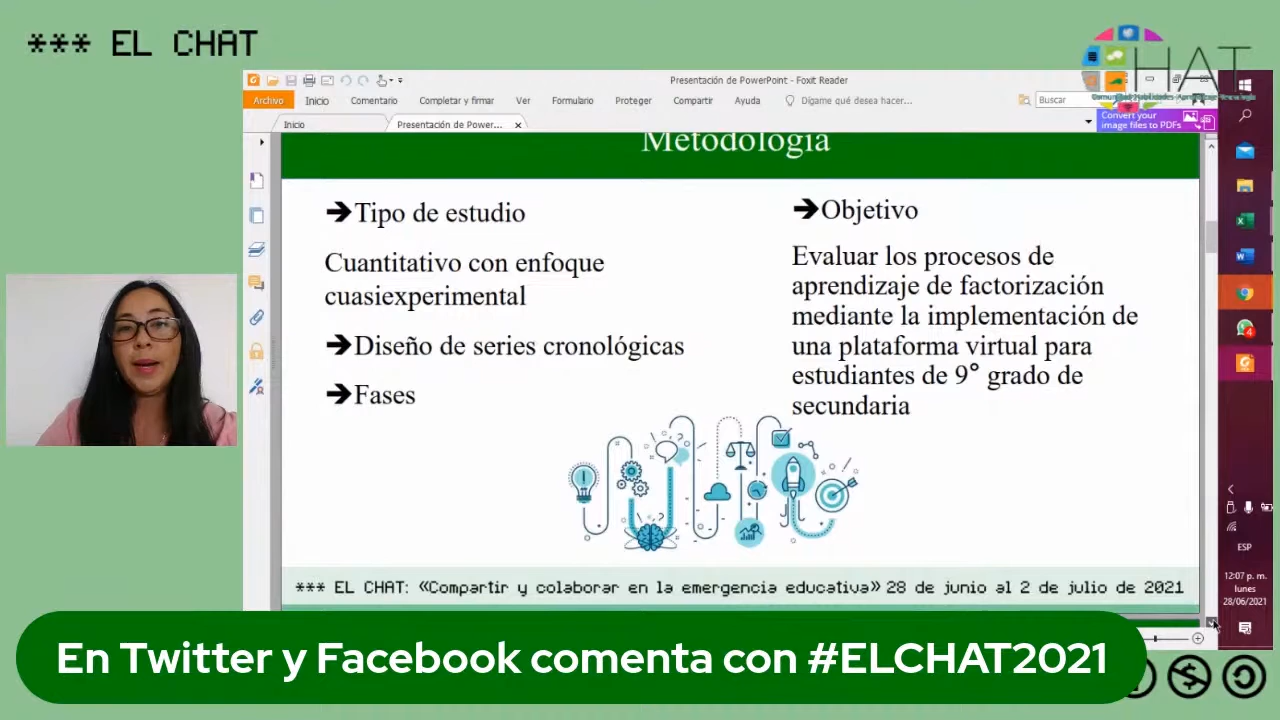 *** EL CHAT
HAT
Presentación de PowerPoint - Foxit Reader
Archivo Inicio Comentario Completar y firmar Ver Formulario Proteger Compartir Ayuda Dígame qué desea hacer... Buscar
Inicio Presentación de Power... ×
Convert your
image files to PDFs
Metodología
➔Tipo de estudio
Cuantitativo con enfoque
cuasiexperimental
➔Diseño de series cronológicas
➔Fases
➔Objetivo
Evaluar los procesos de
aprendizaje de factorización
mediante la implementación de
una plataforma virtual para
estudiantes de 9° grado de
secundaria
*** EL CHAT: «Compartir y colaborar en la emergencia educativa» 28 de junio al 2 de julio de 2021
4
ESP
12:07 p. m.
lunes
28/06/2021
En Twitter y Facebook comenta con #ELCHAT2021